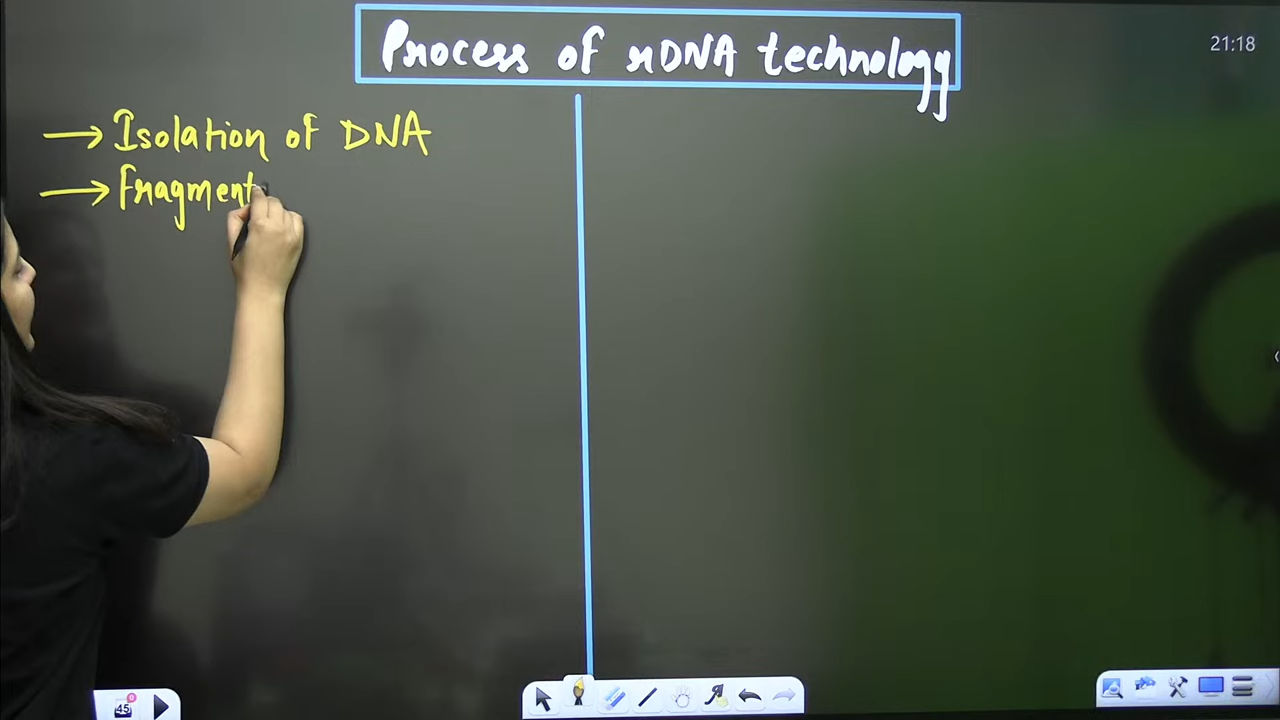 Process of rDNA technology
21:18
→ Isolation of DNA
→ Fragment
45